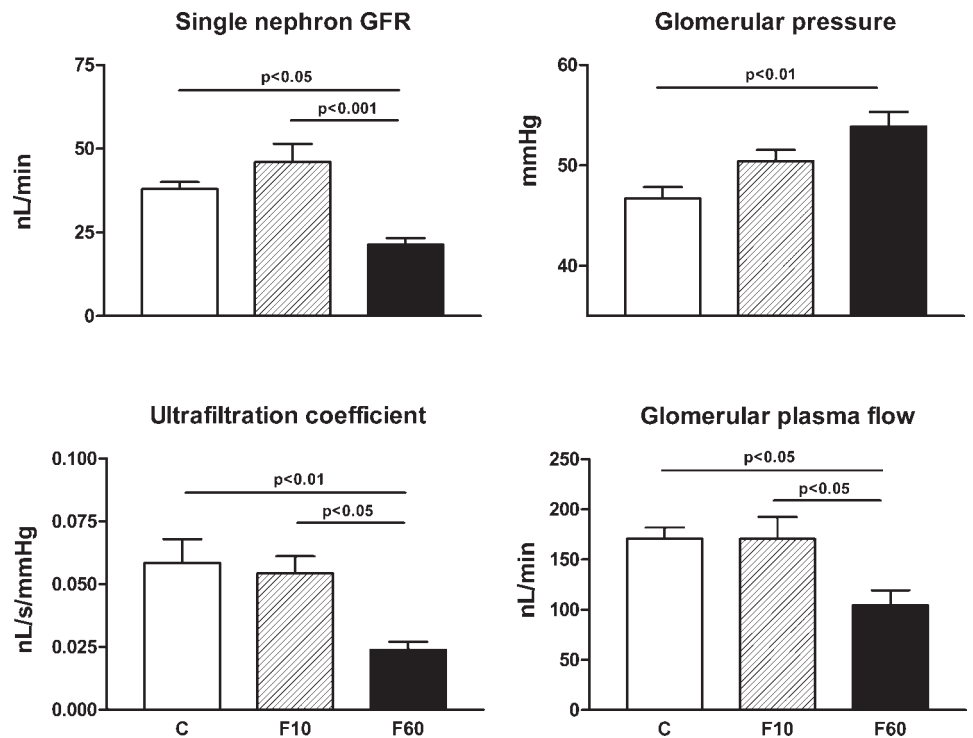 Single nephron GFR
75
50
25
0
nL/min
p<0.05
p<0.001
Glomerular pressure
60
50
40
mmHg
p<0.01
Ultrafiltration coefficient
0.100
0.075
0.050
0.025
0.000
nL/s/mmHg
p<0.01
p<0.05
C F10 F60
Glomerular plasma flow
250
200
150
100
50
0
nL/min
p<0.05
p<0.05
C F10 F60